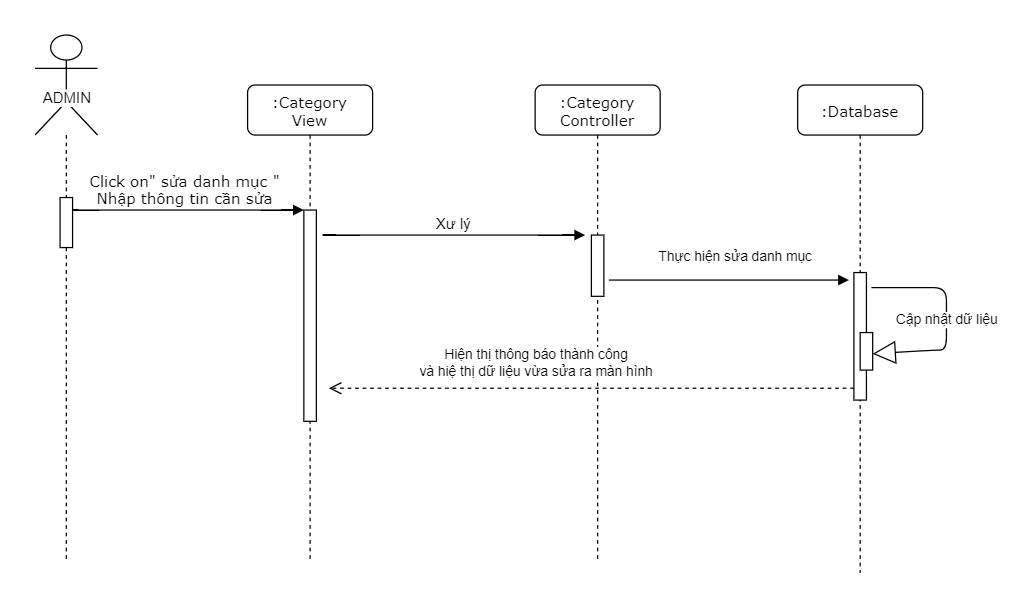 ADMIN
:Category
View
:Category
Controller
:Database
Click on" sửa danh mục "
Nhập thông tin cần sửa
Xư lý
Thực hiện sửa danh mục
Cập nhật dữ liệu
Hiện thị thông báo thành công
và hiệ thị dữ liệu vừa sửa ra màn hình